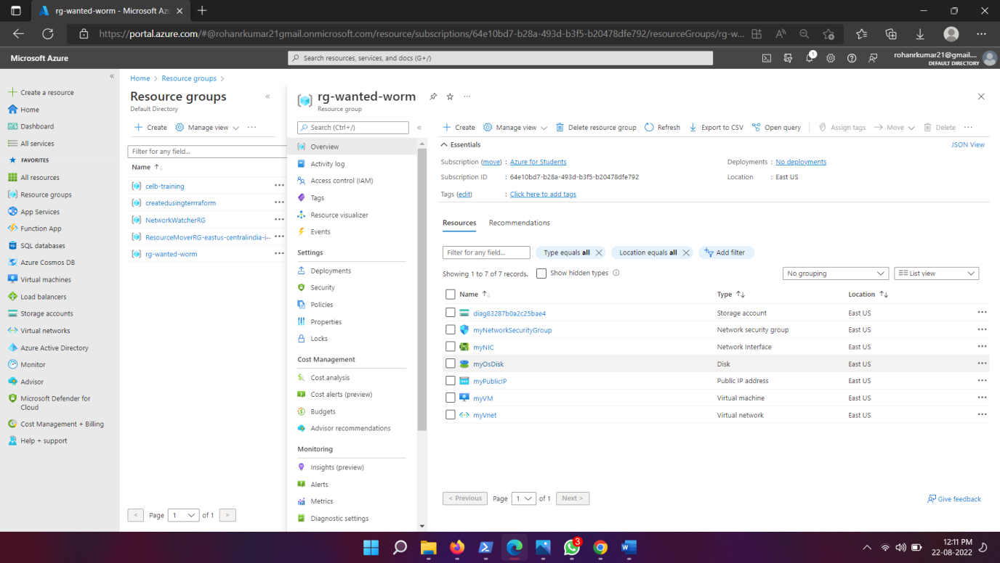 rg-wanted-worm - Microsoft Azu
https://portal.azure.com/#@rohanrkumar21gmail.onmicrosoft.com/resource/subscriptions/64e10bd7-b28a-493d-b3f5-b20478dfe792/resourceGroups/rg-w...
Microsoft Azure
Search resources, services, and docs (G+/)
1
rohanrkumar21@gmail....
DEFAULT DIRECTORY
Create a resource
Home
Dashboard
All services
FAVORITES
All resources
Resource groups
App Services
Function App
SQL databases
Azure Cosmos DB
Virtual machines
Load balancers
Storage accounts
Virtual networks
Azure Active Directory
Monitor
Advisor
Microsoft Defender for
Cloud
Cost Management + Billing
Help + support
Home > Resource groups >
Resource groups
Default Directory
Create Manage view
Filter for any field...
Name
celb-training
createdusingterrraform
NetworkWatcherRG
ResourceMoverRG-eastus-centralindia-i...
rg-wanted-worm
< Page 1 of 1 >
rg-wanted-worm
Resource group
Search (Ctrl+/)
Overview
Activity log
Access control (IAM)
Tags
Resource visualizer
Events
Settings
Deployments
Security
Policies
Properties
Locks
Cost Management
Cost analysis
Cost alerts (preview)
Budgets
Advisor recommendations
Monitoring
Insights (preview)
Alerts
Metrics
Diagnostic settings
Create Manage view Delete resource group Refresh Export to CSV Open query Assign tags Move Delete
Essentials JSON View
Subscription (move) : Azure for Students Deployments : No deployments
Subscription ID : 64e10bd7-b28a-493d-b3f5-b20478dfe792 Location : East US
Tags (edit) : Click here to add tags
Resources Recommendations
Filter for any field... Type equals all Location equals all Add filter
Showing 1 to 7 of 7 records. Show hidden types No grouping List view
Name Type Location
diag83287b0a2c25bae4 Storage account East US
myNetworkSecurityGroup Network security group East US
myNIC Network Interface East US
myOsDisk Disk East US
myPublicIP Public IP address East US
myVM Virtual machine East US
myVnet Virtual network East US
< Previous Page 1 of 1 Next >
Give feedback
3
12:11 PM
22-08-2022